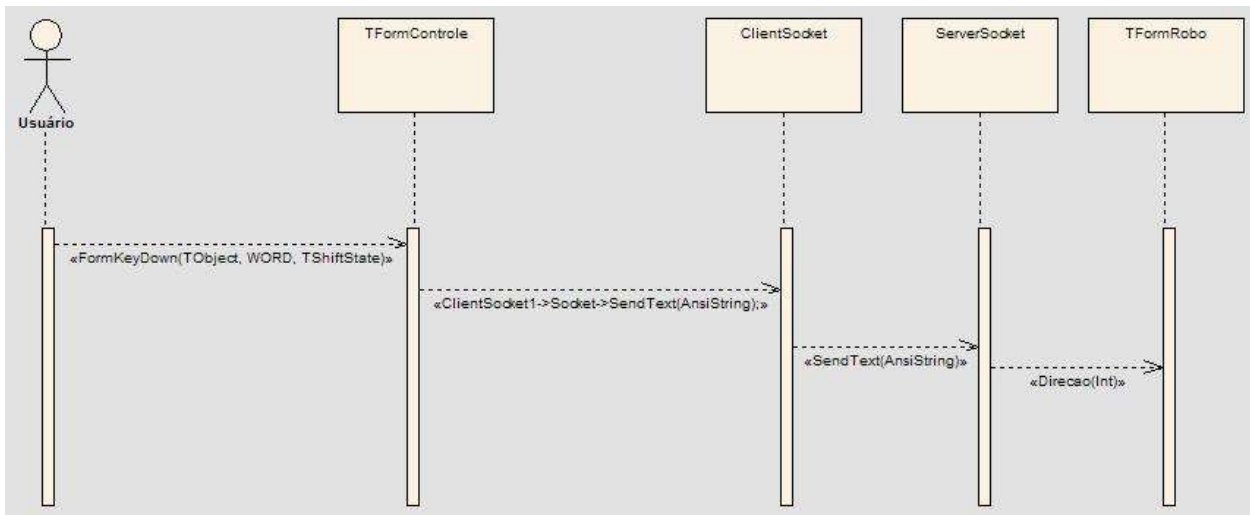 TFormControle
ClientSocket
ServerSocket
TFormRobo
Usuário
«FormKeyDown(TObject, WORD, TShiftState)»
«ClientSocket1->Socket->SendText(AnsiString);»
«SendText(AnsiString)»
«Direcao(Int)»